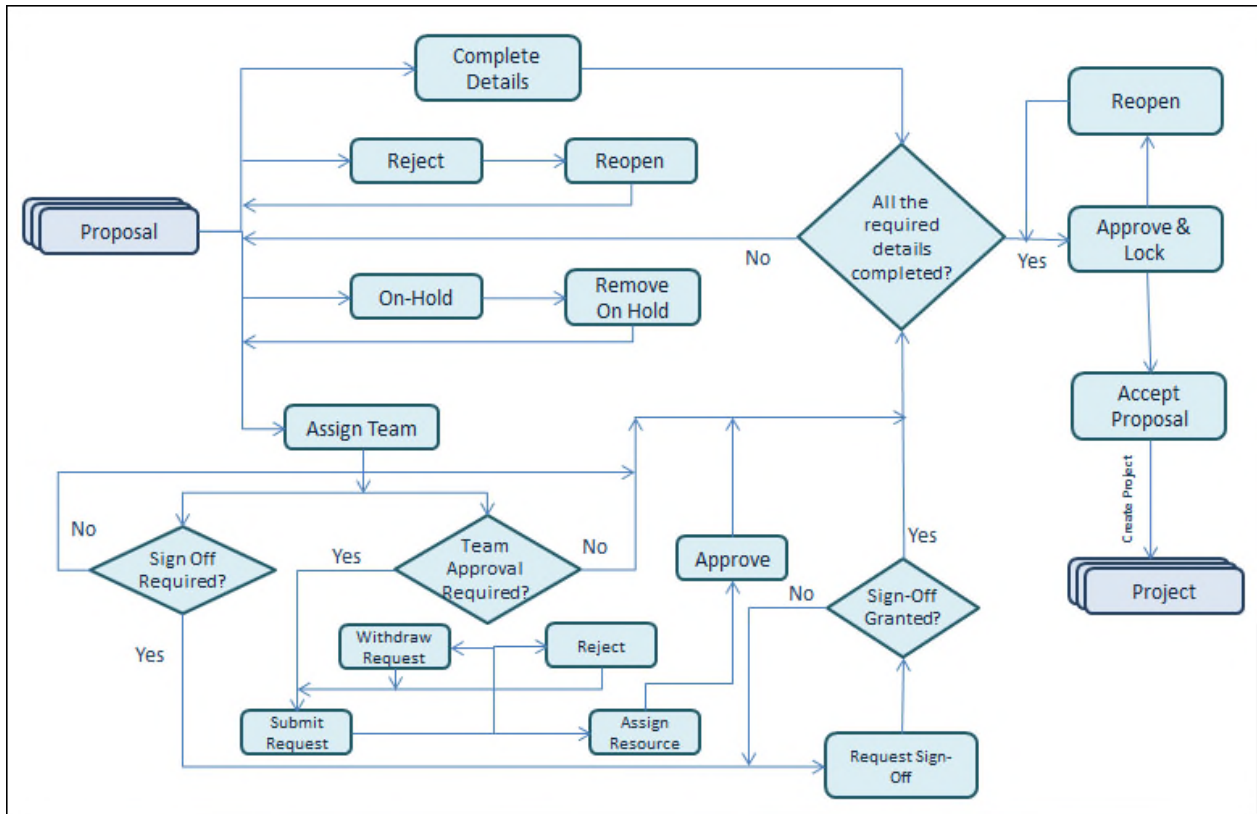 Complete
Details
Reopen
Reject
Reopen
All the
required
details
completed?
Proposal
Approve &
Lock
No
Yes
On-Hold
Remove
On Hold
Accept
Proposal
Assign Team
Create Project
No
Sign Off
Required?
Yes
Team
Approval
Required?
No
Approve
Yes
Sign-Off
Granted?
No
Project
Yes
Withdraw
Request
Reject
Submit
Request
Assign
Resource
Request Sign-
Off